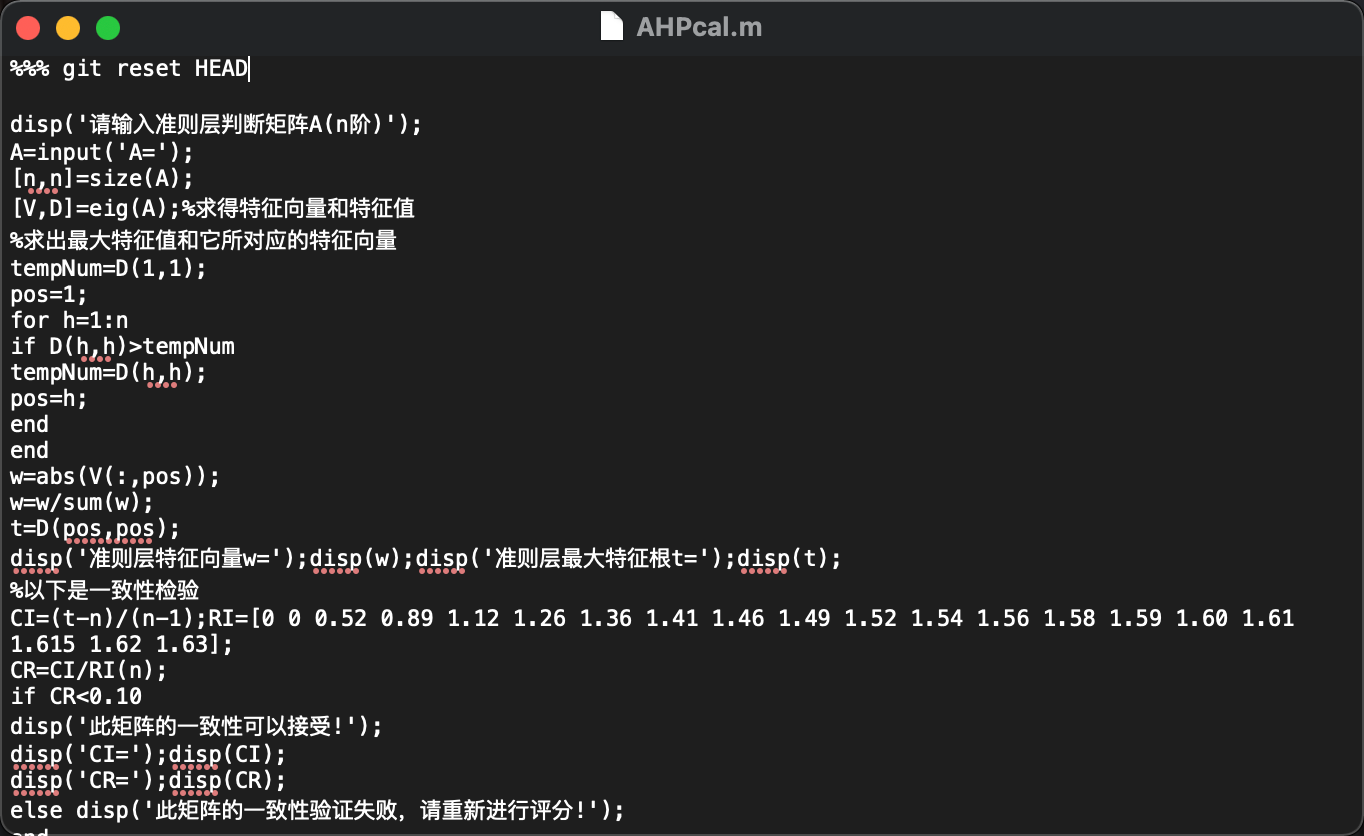 AHPcal.m
%%% git reset HEAD
disp('请输入准则层判断矩阵A(n阶)');
A=input('A=');
[n,n]=size(A);
[V,D]=eig(A);%求得特征向量和特征值
%求出最大特征值和它所对应的特征向量
tempNum=D(1,1);
pos=1;
for h=1:n
if D(h,h)>tempNum
tempNum=D(h,h);
pos=h;
end
end
w=abs(V(:,pos));
w=w/sum(w);
t=D(pos,pos);
disp('准则层特征向量w=');disp(w);disp('准则层最大特征根t=');disp(t);
%以下是一致性检验
CI=(t-n)/(n-1);RI=[0 0 0.52 0.89 1.12 1.26 1.36 1.41 1.46 1.49 1.52 1.54 1.56 1.58 1.59 1.60 1.61
1.615 1.62 1.63];
CR=CI/RI(n);
if CR<0.10
disp('此矩阵的一致性可以接受!');
disp('CI=');disp(CI);
disp('CR=');disp(CR);
else disp('此矩阵的一致性验证失败，请重新进行评分!');
end